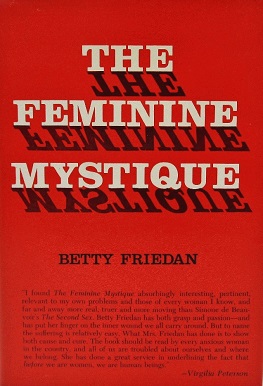 THE
FEMININE
MYSTIQUE
BETTY FRIEDAN
"I found The Feminine Mystique absorbingly interesting, pertinent,
relevant to my own problems and those of every woman I know, and
far and away more real, truer and more moving than Simone de Beau-
voir's The Second Sex. Betty Friedan has both grasp and passion—and
has put her finger on the inner wound we all carry around. But to name
the suffering is relatively easy. What Mrs. Friedan has done is to show
both cause and cure. The book should be read by every anxious woman
in the country, and all of us are troubled about ourselves and where
we belong. She has done a great service in underlining the fact that
before we are women, we are human beings."
—Virgilia Peterson.